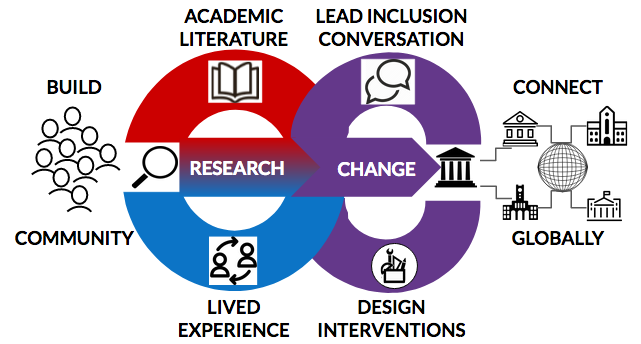 ACADEMIC
LITERATURE
LEAD INCLUSION
CONVERSATION
BUILD
CONNECT
RESEARCH
CHANGE
COMMUNITY
GLOBALLY
LIVED
EXPERIENCE
DESIGN
INTERVENTIONS